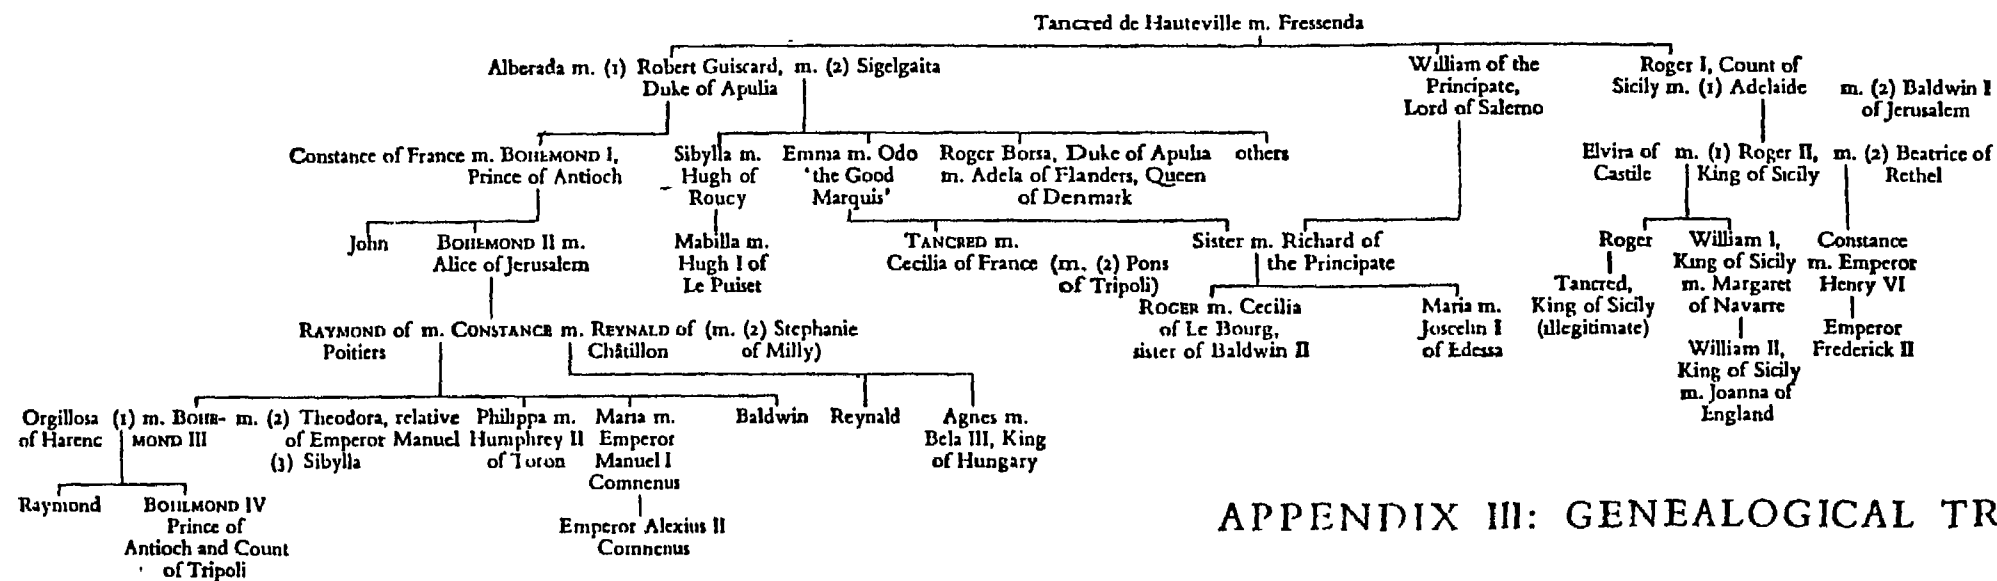 Tancred de Hauteville m. Fressenda
Alberada m. (1) Robert Guiscard, m. (2) Sigelgaita
Duke of Apulia
William of the
Principate,
Lord of Salerno
Roger I, Count of
Sicily m. (1) Adelaide
m. (2) Baldwin I
of Jerusalem
Constance of France m. BOHEMOND I,
Prince of Antioch
Sibylla m.
Hugh of
Roucy
Emma m. Odo
'the Good
Marquis'
Roger Borsa, Duke of Apulia
m. Adela of Flanders, Queen
of Denmark
others
Elvira of
Castile
m. (1) Roger II,
King of Sicily
m. (2) Beatrice of
Rethel
John
BOHEMOND II m.
Alice of Jerusalem
Mabilla m.
Hugh I of
Le Puiset
TANCRED m.
Cecilia of France
(m. (2) Pons
of Tripoli)
Sister m. Richard of
the Principate
Roger
Tancred,
King of Sicily
(illegitimate)
William I,
King of Sicily
m. Margaret
of Navarre
Constance
m. Emperor
Henry VI
ROGER m. Cecilia
of Le Bourg,
sister of Baldwin II
Maria m.
Joscelin I
of Edessa
William II,
King of Sicily
m. Joanna of
England
Emperor
Frederick II
RAYMOND of m. CONSTANCE m. REYNALD of (m. (2) Stephanie
Poitiers
Châtillon
of Milly)
Orgillosa
of Harenc
(1) m. BOHE-
MOND III
m. (2) Theodora, relative
of Emperor Manuel
(3) Sibylla
Philippa m.
Humphrey II
of Toron
Maria m.
Emperor
Manuel I
Comnenus
Baldwin
Reynald
Agnes m.
Bela III, King
of Hungary
Raymond
BOHEMOND IV
Prince of
Antioch and Count
of Tripoli
Emperor Alexius II
Comnenus
APPENDIX III: GENEALOGICAL TR